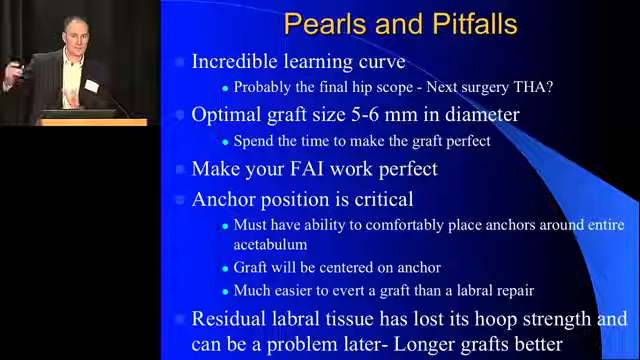 Pearls and Pitfalls
Incredible learning curve
Probably the final hip scope - Next surgery THA?
Optimal graft size 5-6 mm in diameter
Spend the time to make the graft perfect
Make your FAI work perfect
Anchor position is critical
Must have ability to comfortably place anchors around entire
acetabulum
Graft will be centered on anchor
Much easier to evert a graft than a labral repair
Residual labral tissue has lost its hoop strength and
can be a problem later- Longer grafts better